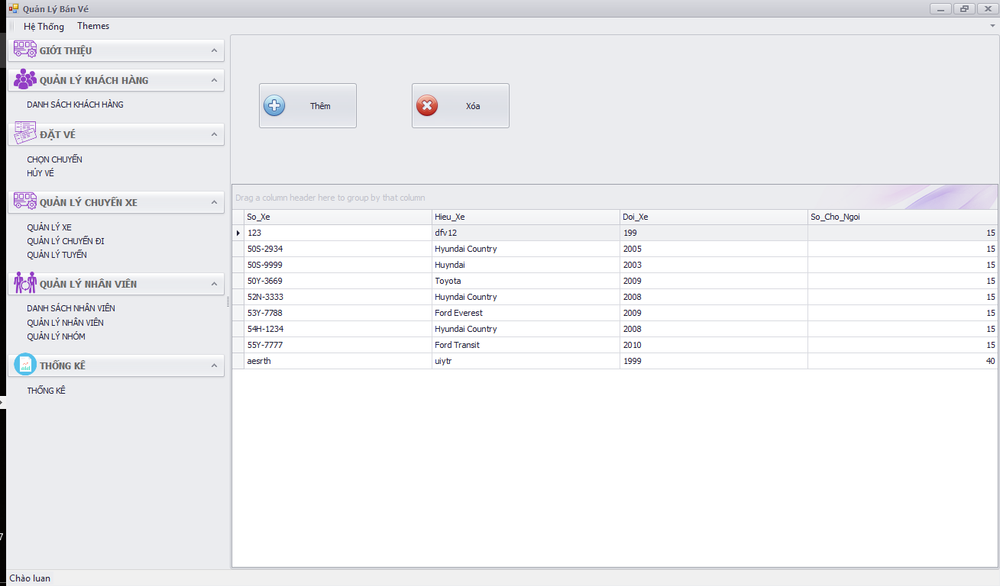 Quản Lý Bán Vé
Hệ Thống Themes
GIỚI THIỆU
QUẢN LÝ KHÁCH HÀNG
DANH SÁCH KHÁCH HÀNG
ĐẶT VÉ
CHỌN CHUYẾN
HỦY VÉ
QUẢN LÝ CHUYẾN XE
QUẢN LÝ XE
QUẢN LÝ CHUYẾN ĐI
QUẢN LÝ TUYẾN
QUẢN LÝ NHÂN VIÊN
DANH SÁCH NHÂN VIÊN
QUẢN LÝ NHÂN VIÊN
QUẢN LÝ NHÓM
THỐNG KÊ
THỐNG KÊ
Thêm Xóa
Drag a column header here to group by that column
So_Xe Hieu_Xe Doi_Xe So_Cho_Ngoi
123 dfv12 199 15
50S-2934 Hyundai Country 2005 15
50S-9999 Huyndai 2003 15
50Y-3669 Toyota 2009 15
52N-3333 Huyndai Country 2008 15
53Y-7788 Ford Everest 2009 15
54H-1234 Hyundai Country 2008 15
55Y-7777 Ford Transit 2010 15
aesrth uiytr 1999 40
7
Chào luan